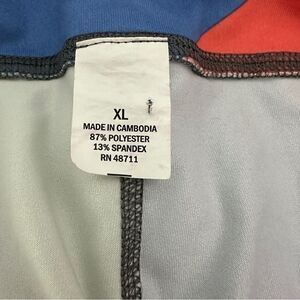 XL
MADE IN CAMBODIA
87% POLYESTER
13% SPANDEX
RN 48711